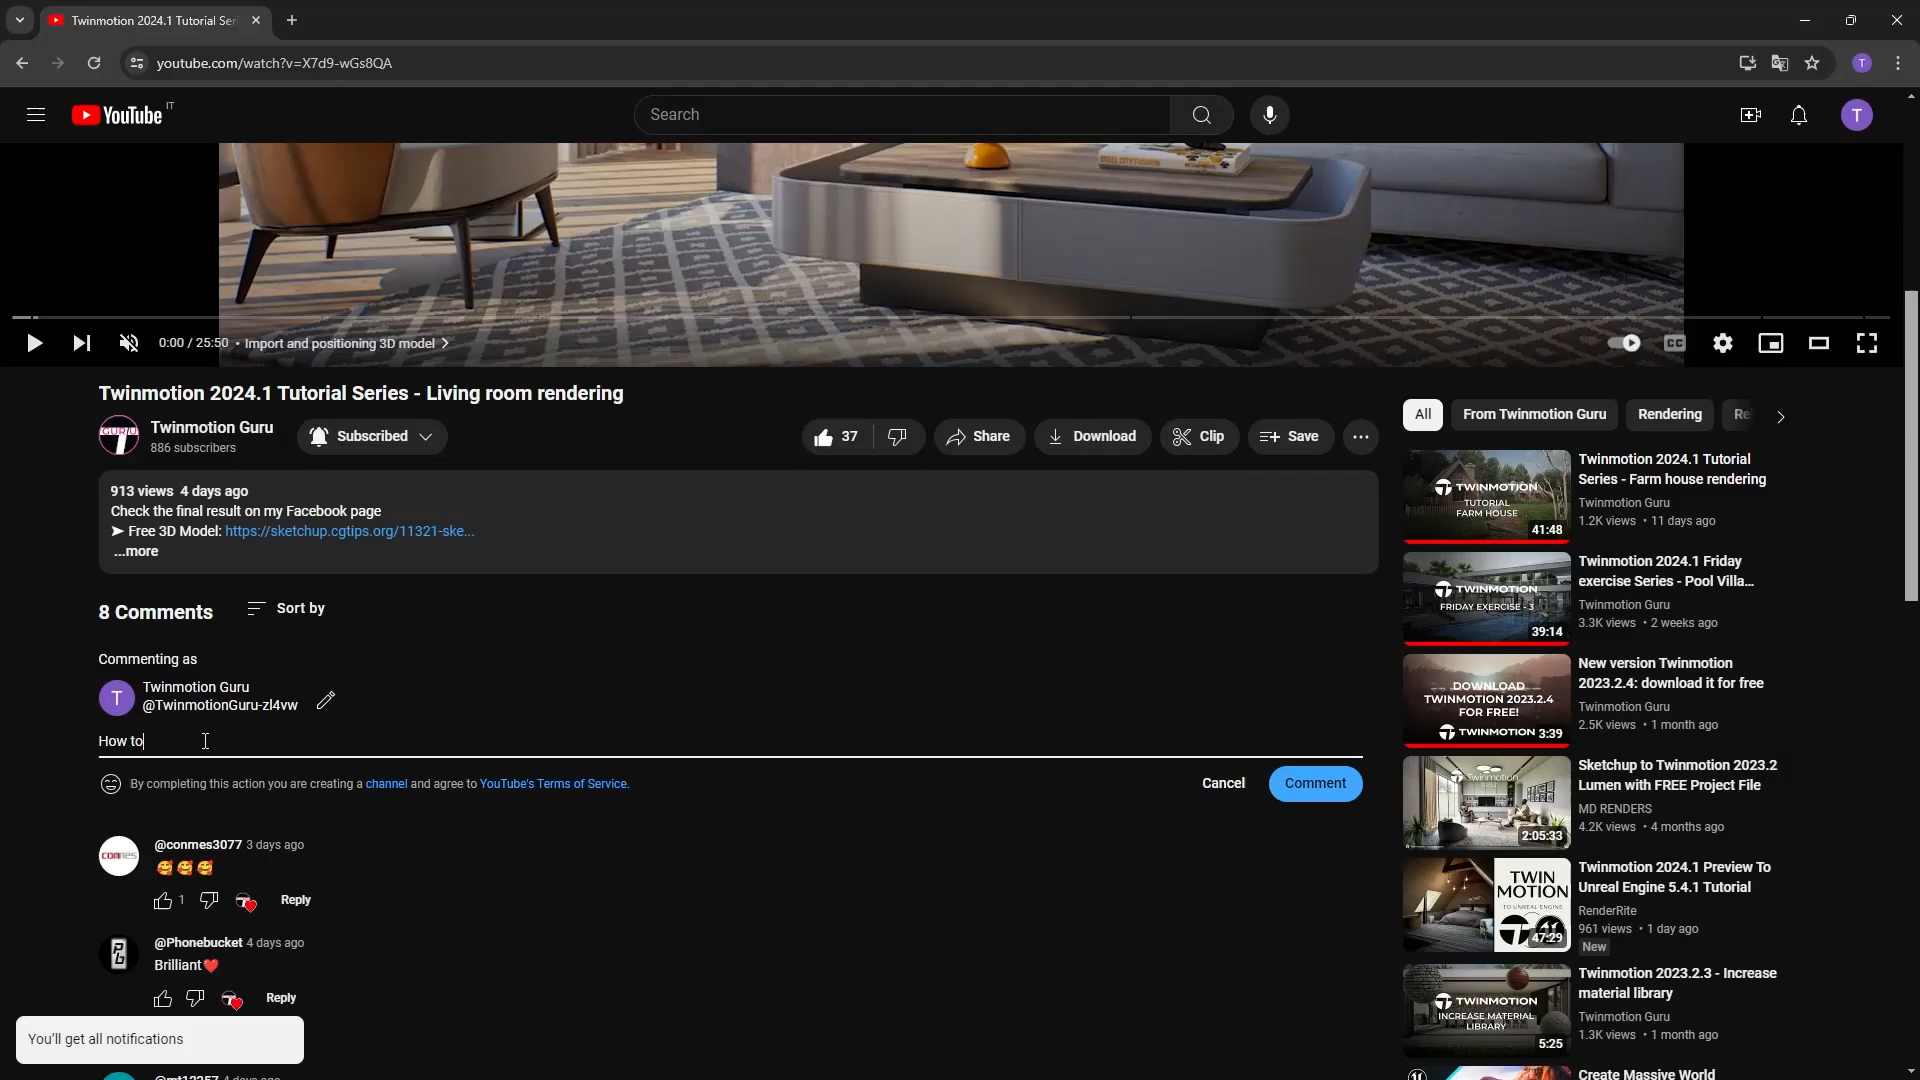 Twinmotion 2024.1 Tutorial Ser
youtube.com/watch?v=X7d9-wGs8QA
T
YouTube IT
Search
T
0:00 / 25:50 • Import and positioning 3D model
CC
Twinmotion 2024.1 Tutorial Series - Living room rendering
GURU
Twinmotion Guru
886 subscribers
Subscribed
37
Share
Download
Clip
Save
913 views 4 days ago
Check the final result on my Facebook page
➤ Free 3D Model: https://sketchup.cgtips.org/11321-ske...
...more
8 Comments
Sort by
Commenting as
T
Twinmotion Guru
@TwinmotionGuru-zl4vw
How to
By completing this action you are creating a channel and agree to YouTube's Terms of Service.
Cancel
Comment
conmes
@conmes3077 3 days ago
🥰🥰🥰
1
Reply
Pb
@Phonebucket 4 days ago
Brilliant❤️
Reply
You'll get all notifications
All
From Twinmotion Guru
Rendering
Re
TWINMOTION
TUTORIAL
FARM HOUSE
41:48
Twinmotion 2024.1 Tutorial
Series - Farm house rendering
Twinmotion Guru
1.2K views • 11 days ago
TWINMOTION
FRIDAY EXERCISE - 3
39:14
Twinmotion 2024.1 Friday
exercise Series - Pool Villa...
Twinmotion Guru
3.3K views • 2 weeks ago
DOWNLOAD
TWINMOTION 2023.2.4
FOR FREE!
TWINMOTION
3:39
New version Twinmotion
2023.2.4: download it for free
Twinmotion Guru
2.5K views • 1 month ago
Twinmotion
2:05:33
Sketchup to Twinmotion 2023.2
Lumen with FREE Project File
MD RENDERS
4.2K views • 4 months ago
TWIN
MOTION
TO UNREAL ENGINE
47:29
Twinmotion 2024.1 Preview To
Unreal Engine 5.4.1 Tutorial
RenderRite
961 views • 1 day ago
New
TWINMOTION
INCREASE MATERIAL
LIBRARY
5:25
Twinmotion 2023.2.3 - Increase
material library
Twinmotion Guru
1.3K views • 1 month ago
Create Massive World